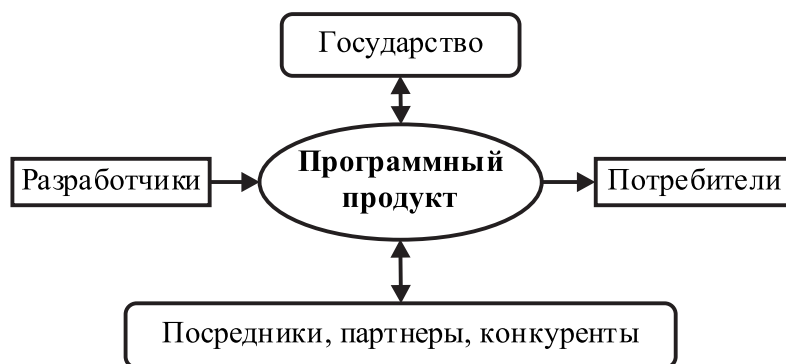 Государство
Разработчики
Программный
продукт
Потребители
Посредники, партнеры, конкуренты